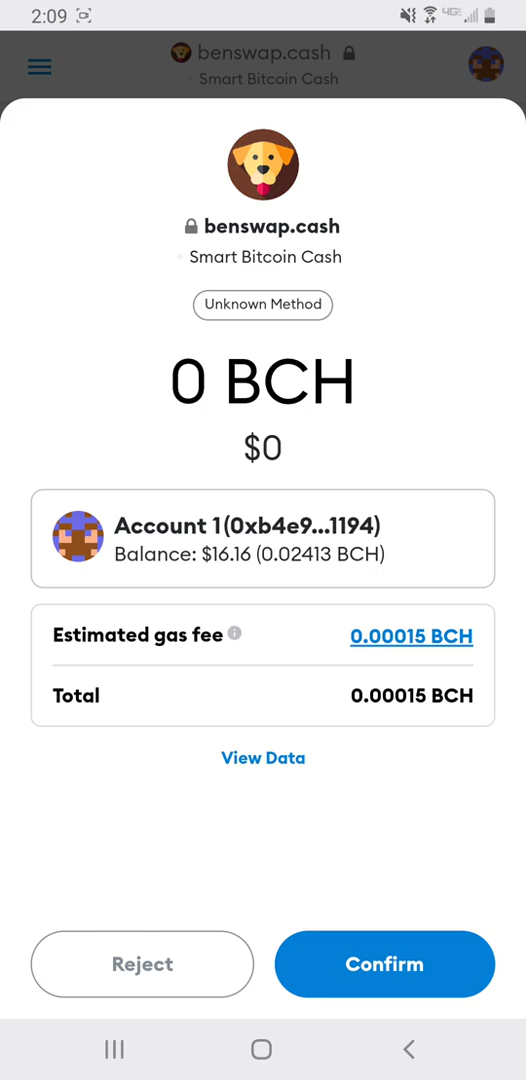 2:09
4G
benswap.cash
Smart Bitcoin Cash
benswap.cash
Smart Bitcoin Cash
Unknown Method
0 BCH
$0
Account 1(0xb4e9...1194)
Balance: $16.16 (0.02413 BCH)
Estimated gas fee 0.00015 BCH
Total 0.00015 BCH
View Data
Reject Confirm